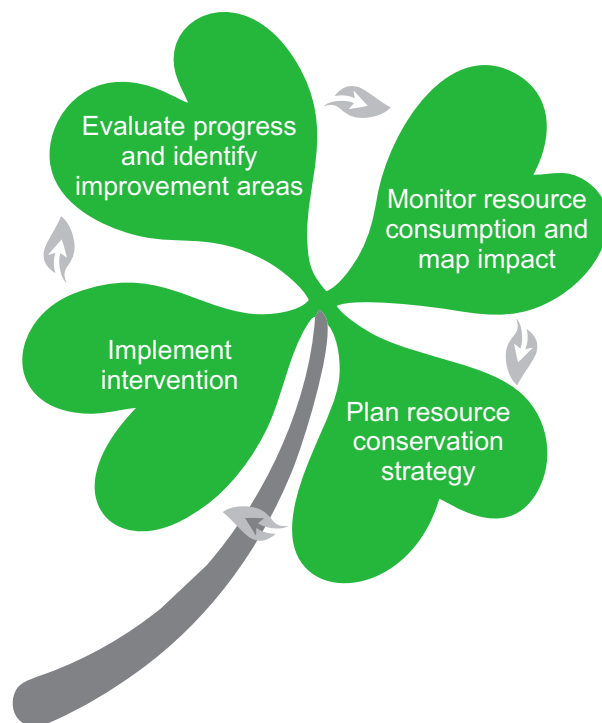 Evaluate progress
and identify
improvement areas
Monitor resource
consumption and
map impact
Implement
intervention
Plan resource
conservation
strategy